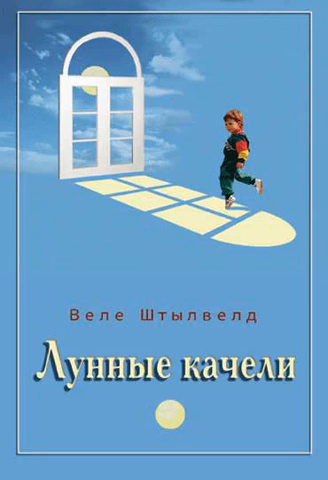 Веле Штылвелд
Лунные качели